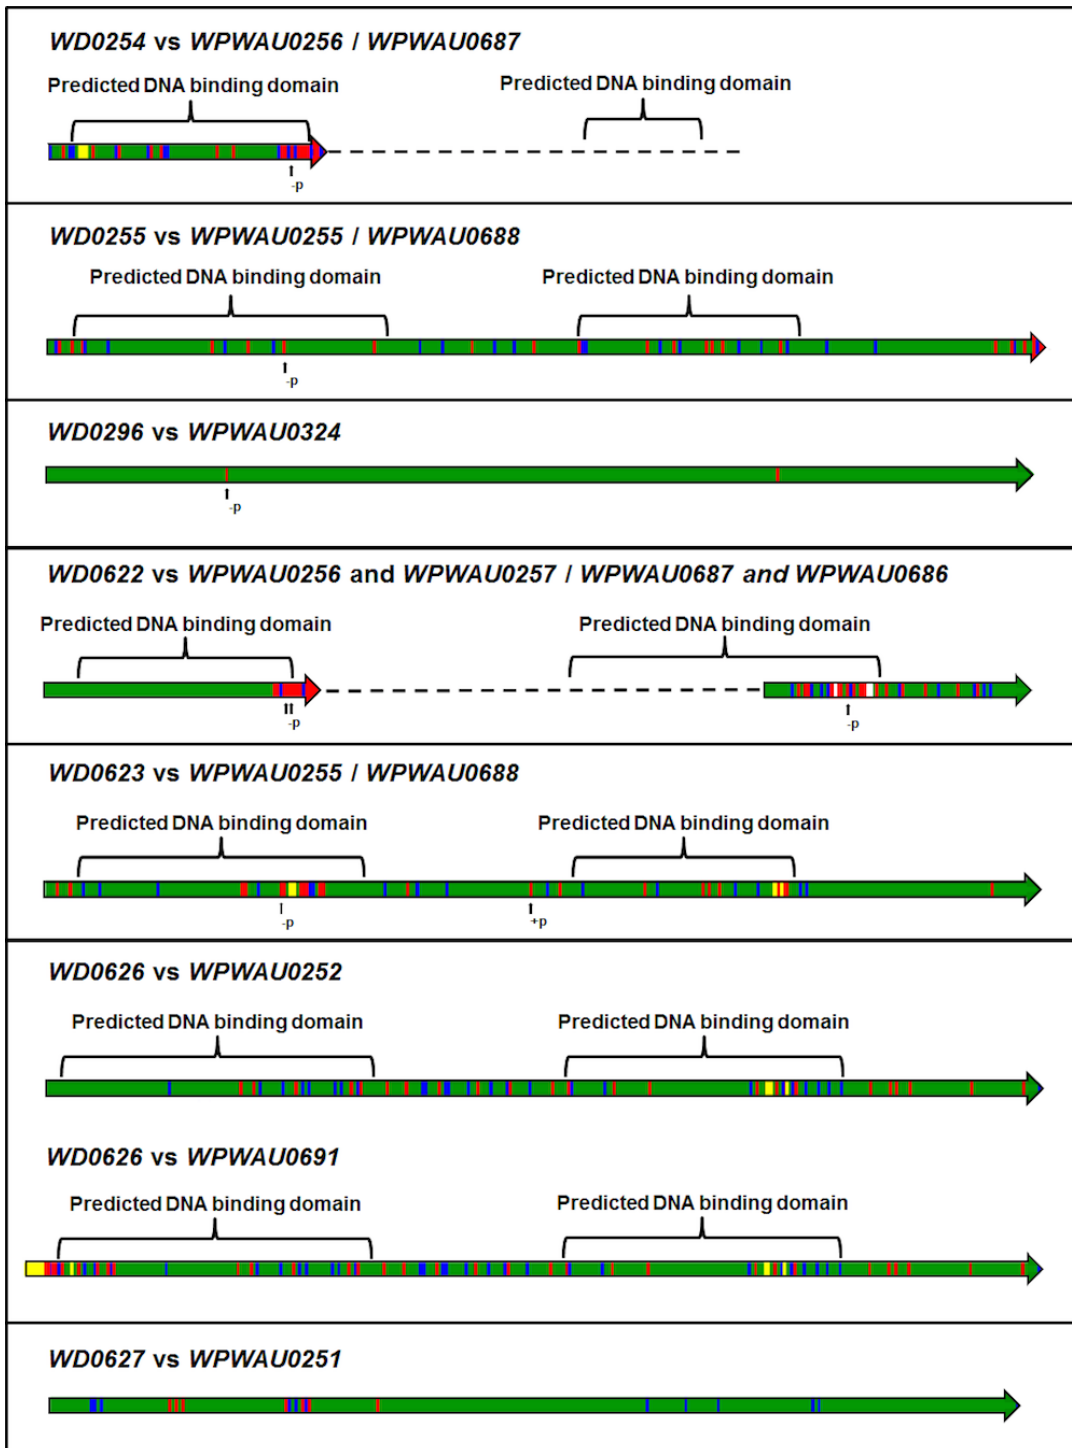 WD0254 vs WPWAU0256 / WPWAU0687
Predicted DNA binding domain
Predicted DNA binding domain
-p
WD0255 vs WPWAU0255 / WPWAU0688
Predicted DNA binding domain
Predicted DNA binding domain
-p
WD0296 vs WPWAU0324
-p
WD0622 vs WPWAU0256 and WPWAU0257 / WPWAU0687 and WPWAU0686
Predicted DNA binding domain
Predicted DNA binding domain
-p
-p
WD0623 vs WPWAU0255 / WPWAU0688
Predicted DNA binding domain
Predicted DNA binding domain
-p
+p
WD0626 vs WPWAU0252
Predicted DNA binding domain
Predicted DNA binding domain
WD0626 vs WPWAU0691
Predicted DNA binding domain
Predicted DNA binding domain
WD0627 vs WPWAU0251